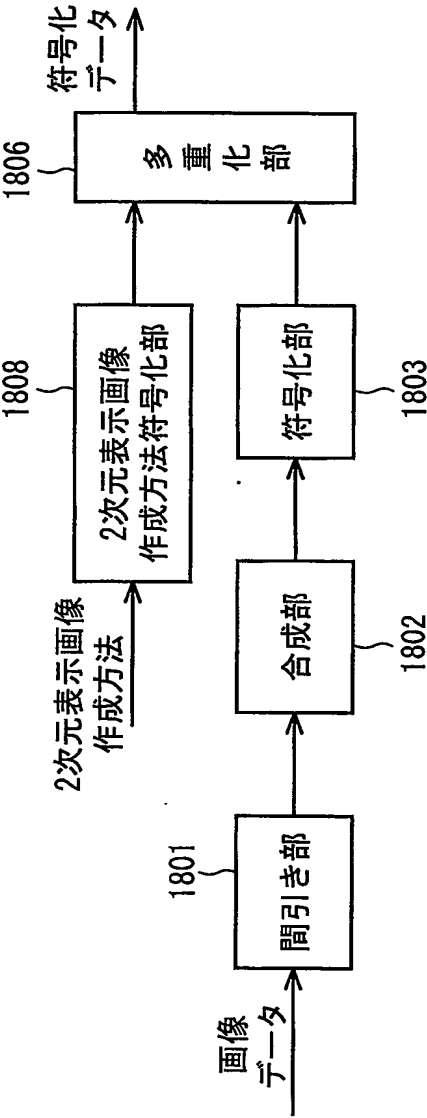 2次元表示画像
作成方法
1808
2次元表示画像
作成方法符号化部
1806
多重化部
符号化
データ
画像
データ
1801
間引き部
合成部
1802
符号化部
1803